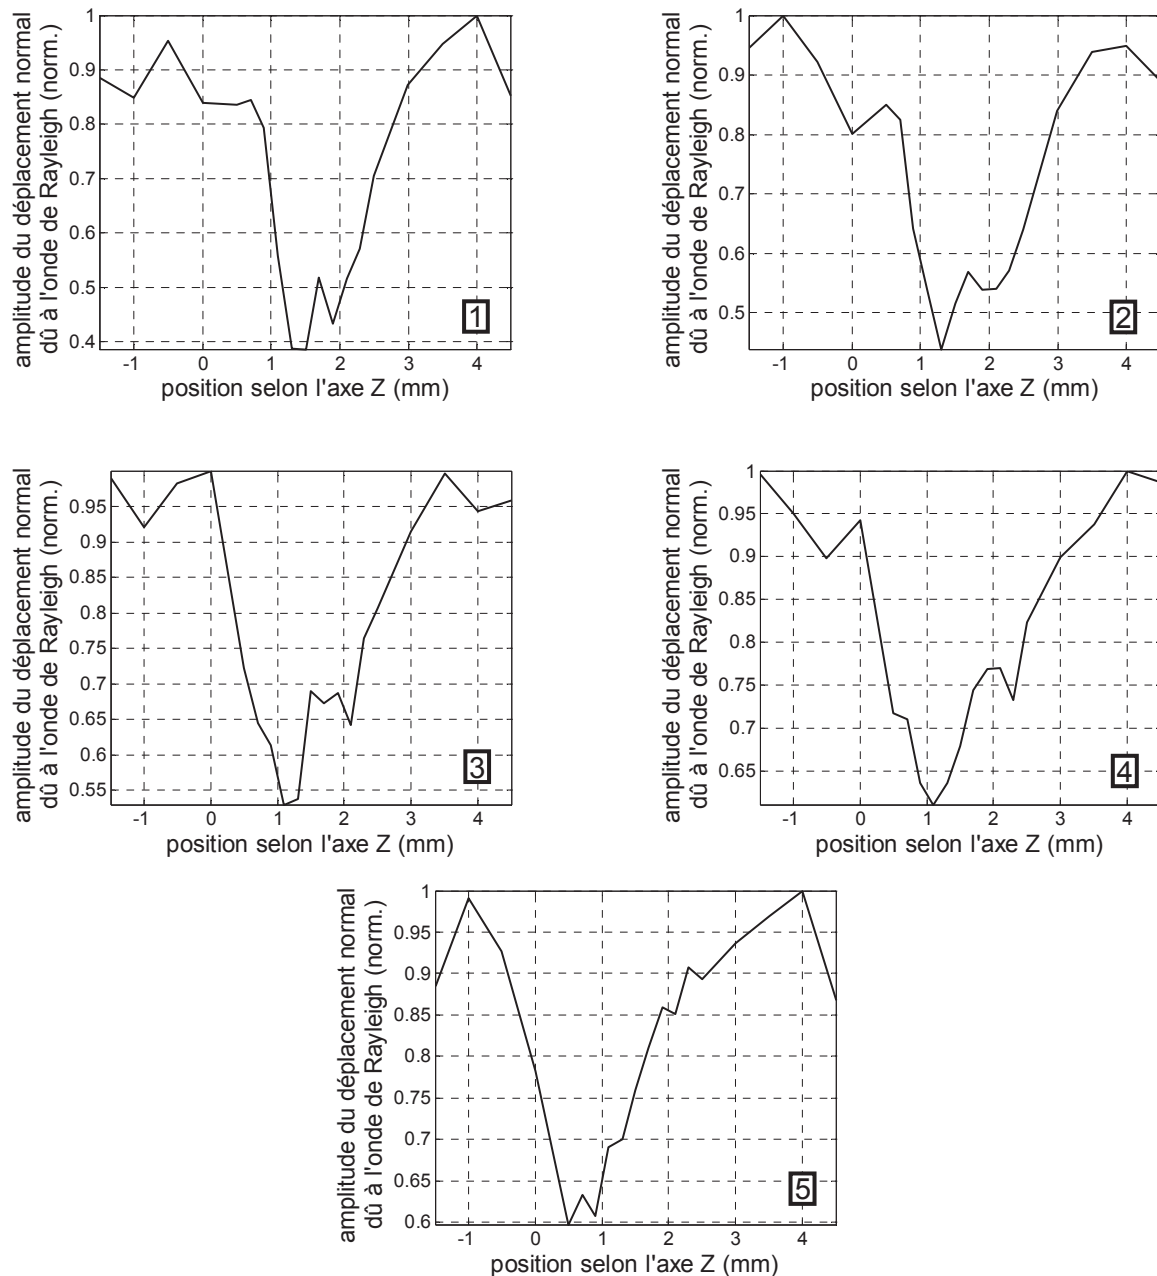 amplitude du déplacement normal
dû à l'onde de Rayleigh (norm.)
1
0.9
0.8
0.7
0.6
0.5
0.4
-1 0 1 2 3 4
position selon l'axe Z (mm)
1
amplitude du déplacement normal
dû à l'onde de Rayleigh (norm.)
1
0.9
0.8
0.7
0.6
0.5
-1 0 1 2 3 4
position selon l'axe Z (mm)
2
amplitude du déplacement normal
dû à l'onde de Rayleigh (norm.)
0.95
0.9
0.85
0.8
0.75
0.7
0.65
0.6
0.55
-1 0 1 2 3 4
position selon l'axe Z (mm)
3
amplitude du déplacement normal
dû à l'onde de Rayleigh (norm.)
1
0.95
0.9
0.85
0.8
0.75
0.7
0.65
-1 0 1 2 3 4
position selon l'axe Z (mm)
4
amplitude du déplacement normal
dû à l'onde de Rayleigh (norm.)
1
0.95
0.9
0.85
0.8
0.75
0.7
0.65
0.6
-1 0 1 2 3 4
position selon l'axe Z (mm)
5